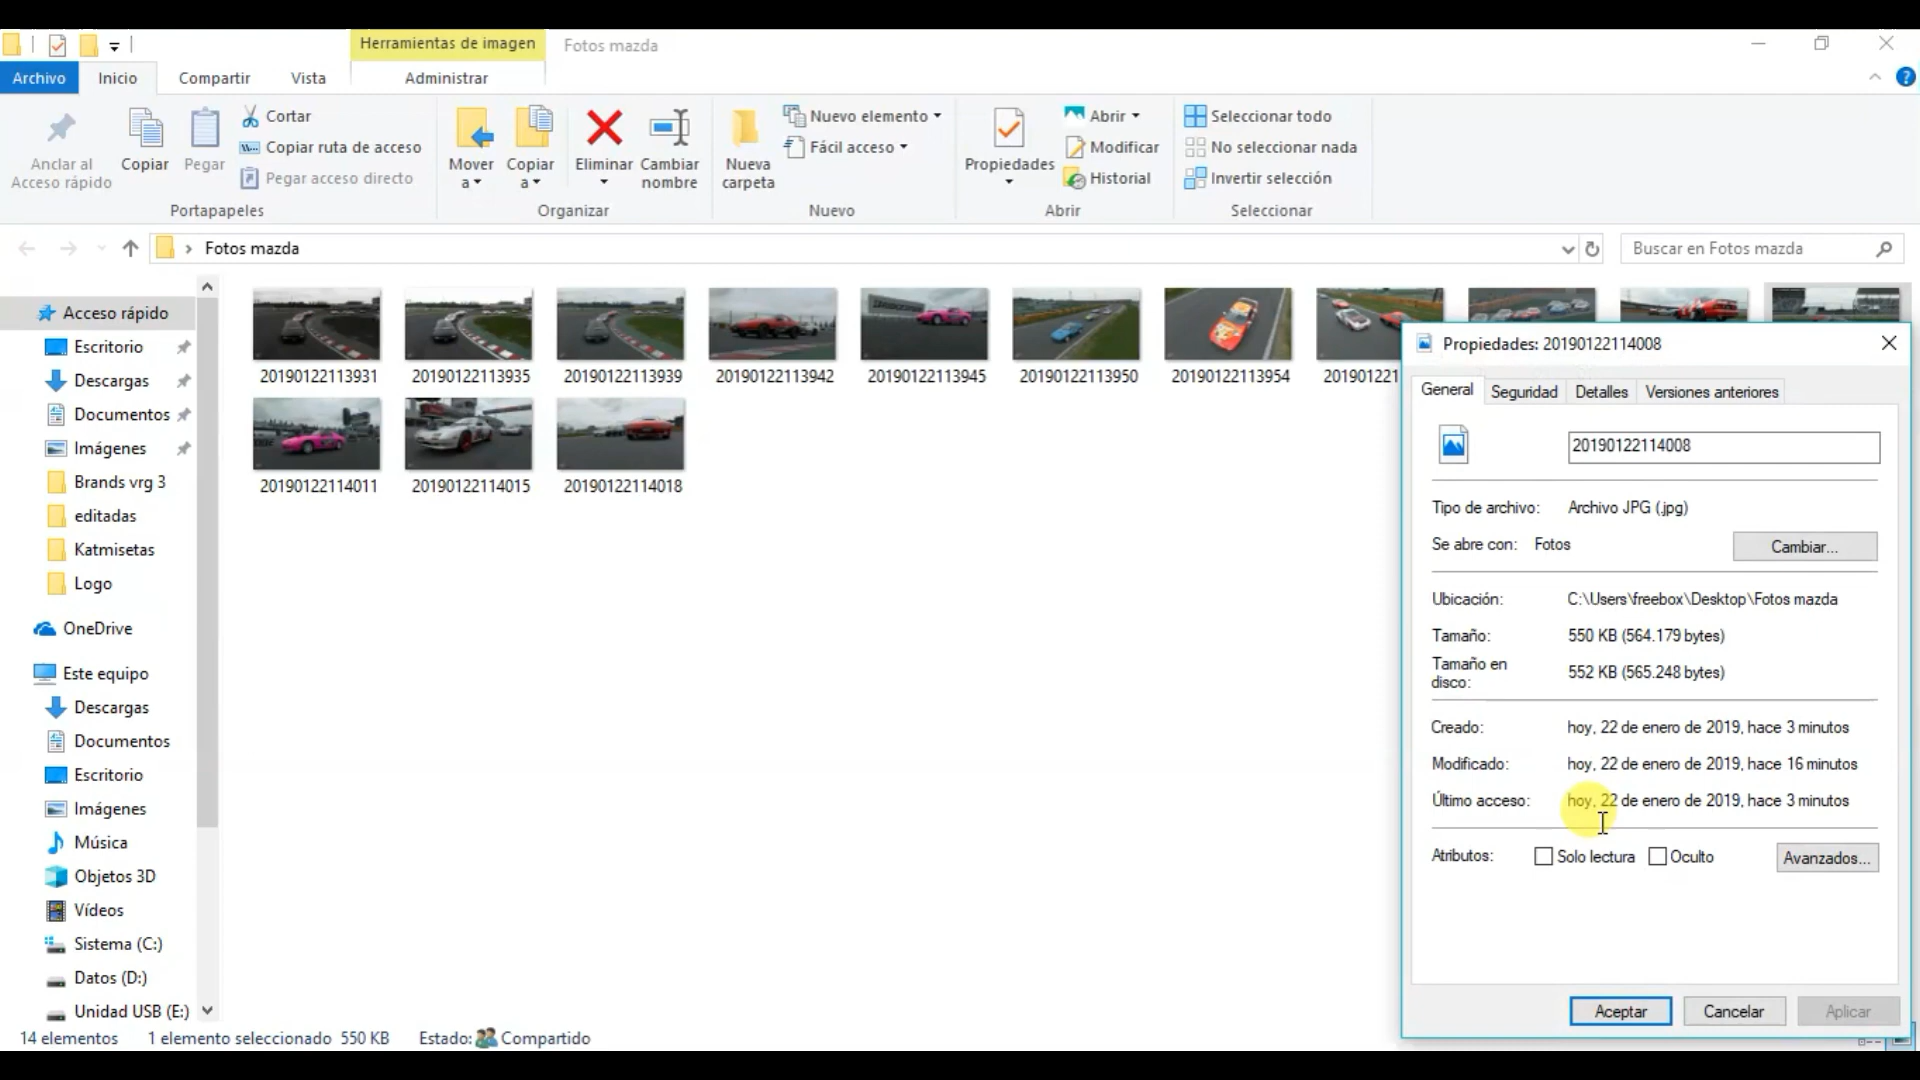 Herramientas de imagen
Fotos mazda
Archivo
Inicio
Compartir
Vista
Administrar
Anclar al
Acceso rápido
Copiar
Pegar
Cortar
Copiar ruta de acceso
Pegar acceso directo
Portapapeles
Mover
a
Copiar
a
Eliminar
Cambiar
nombre
Organizar
Nueva
carpeta
Nuevo elemento
Fácil acceso
Nuevo
Propiedades
Abrir
Modificar
Historial
Abrir
Seleccionar todo
No seleccionar nada
Invertir selección
Seleccionar
Fotos mazda
Buscar en Fotos mazda
Acceso rápido
Escritorio
Descargas
Documentos
Imágenes
Brands vrg 3
editadas
Katmisetas
Logo
OneDrive
Este equipo
Descargas
Documentos
Escritorio
Imágenes
Música
Objetos 3D
Vídeos
Sistema (C:)
Datos (D:)
Unidad USB (E:)
20190122113931
20190122113935
20190122113939
20190122113942
20190122113945
20190122113950
20190122113954
201901221
20190122114011
20190122114015
20190122114018
Propiedades: 20190122114008
General
Seguridad
Detalles
Versiones anteriores
20190122114008
Tipo de archivo: Archivo JPG (.jpg)
Se abre con: Fotos
Cambiar...
Ubicación: C:\Users\freebox\Desktop\Fotos mazda
Tamaño: 550 KB (564.179 bytes)
Tamaño en
disco: 552 KB (565.248 bytes)
Creado: hoy, 22 de enero de 2019, hace 3 minutos
Modificado: hoy, 22 de enero de 2019, hace 16 minutos
Último acceso: hoy, 22 de enero de 2019, hace 3 minutos
Atributos: Solo lectura Oculto
Avanzados...
Aceptar
Cancelar
Aplicar
14 elementos
1 elemento seleccionado 550 KB
Estado: Compartido